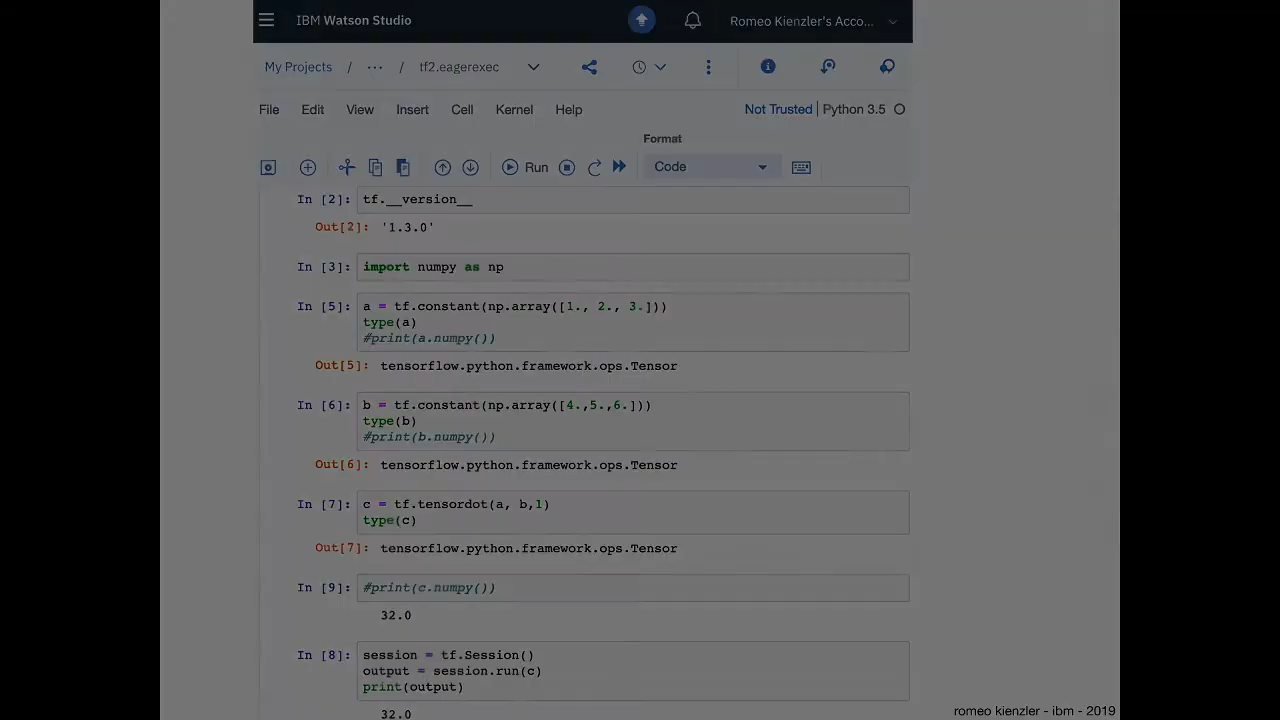 IBM Watson Studio
Romeo Kienzler's Acco...
My Projects / ... / tf2.eagerexec
File Edit View Insert Cell Kernel Help
Not Trusted | Python 3.5
Format
Run
Code
In [2]: tf.__version__
Out[2]: '1.3.0'
In [3]: import numpy as np
In [5]: a = tf.constant(np.array([1., 2., 3.]))
type(a)
#print(a.numpy())
Out[5]: tensorflow.python.framework.ops.Tensor
In [6]: b = tf.constant(np.array([4.,5.,6.]))
type(b)
#print(b.numpy())
Out[6]: tensorflow.python.framework.ops.Tensor
In [7]: c = tf.tensordot(a, b,1)
type(c)
Out[7]: tensorflow.python.framework.ops.Tensor
In [9]: #print(c.numpy())
32.0
In [8]: session = tf.Session()
output = session.run(c)
print(output)
32.0
romeo kienzler - ibm - 2019